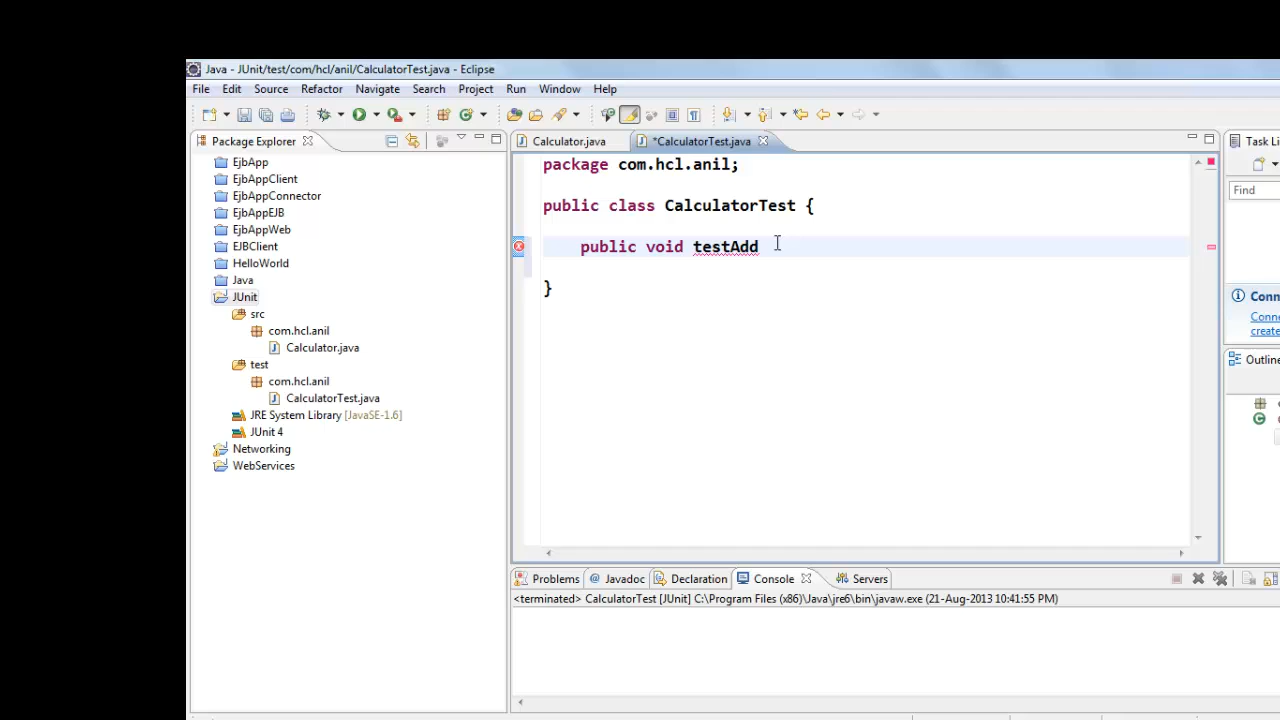 Java - JUnit/test/com/hcl/anil/CalculatorTest.java - Eclipse
File Edit Source Refactor Navigate Search Project Run Window Help
Package Explorer
Calculator.java
*CalculatorTest.java
Task Li
EjbApp
EjbAppClient
EjbAppConnector
EjbAppEJB
EjbAppWeb
EJBClient
HelloWorld
Java
JUnit
src
com.hcl.anil
Calculator.java
test
com.hcl.anil
CalculatorTest.java
JRE System Library [JavaSE-1.6]
JUnit 4
Networking
WebServices
package com.hcl.anil;
public class CalculatorTest {
public void testAdd
}
Find
Conn
Conne
create
Outline
Problems @ Javadoc Declaration Console Servers
<terminated> CalculatorTest [JUnit] C:\Program Files (x86)\Java\jre6\bin\javaw.exe (21-Aug-2013 10:41:55 PM)